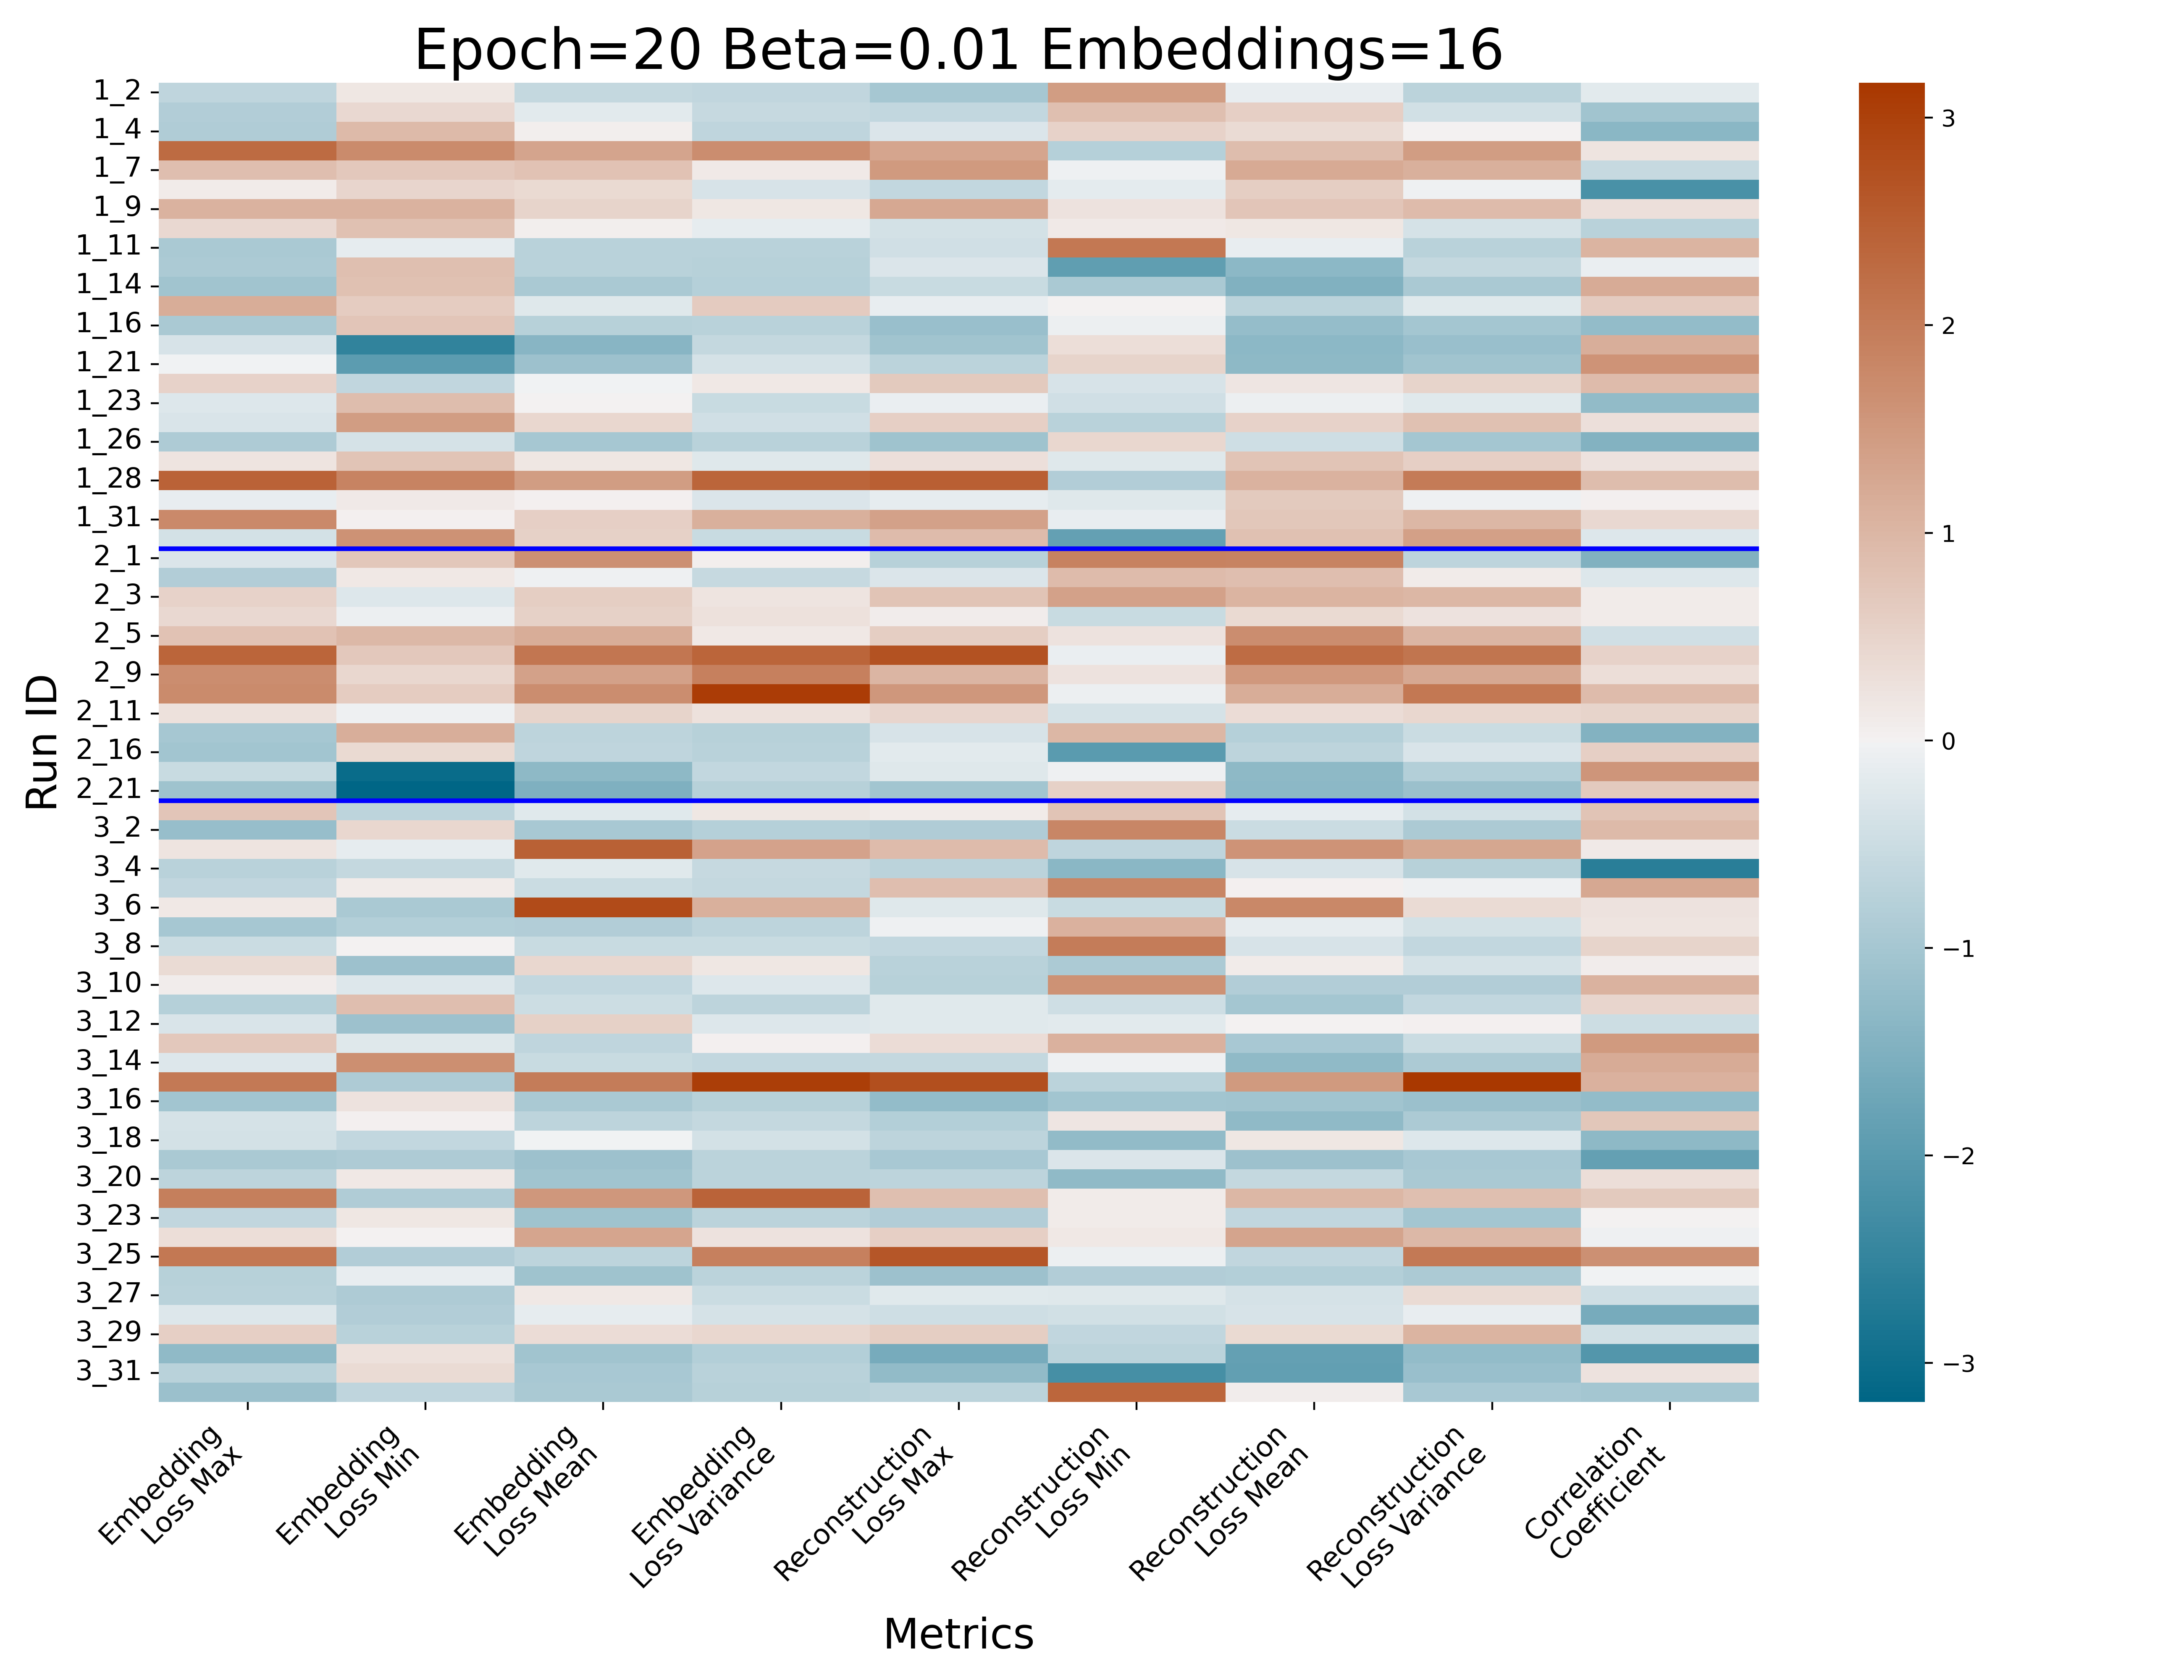 Epoch=20 Beta=0.01 Embeddings=16
1_2
1_4
1_7
1_9
1_11
1_14
1_16
1_21
1_23
1_26
1_28
1_31
2_1
2_3
2_5
2_9
2_11
2_16
2_21
3_2
3_4
3_6
3_8
3_10
3_12
3_14
3_16
3_18
3_20
3_23
3_25
3_27
3_29
3_31
Run ID
Embedding
Loss Max
Embedding
Loss Min
Embedding
Loss Mean
Embedding
Loss Variance
Reconstruction
Loss Max
Reconstruction
Loss Min
Reconstruction
Loss Mean
Reconstruction
Loss Variance
Correlation
Coefficient
Metrics
3
2
1
0
−1
−2
−3